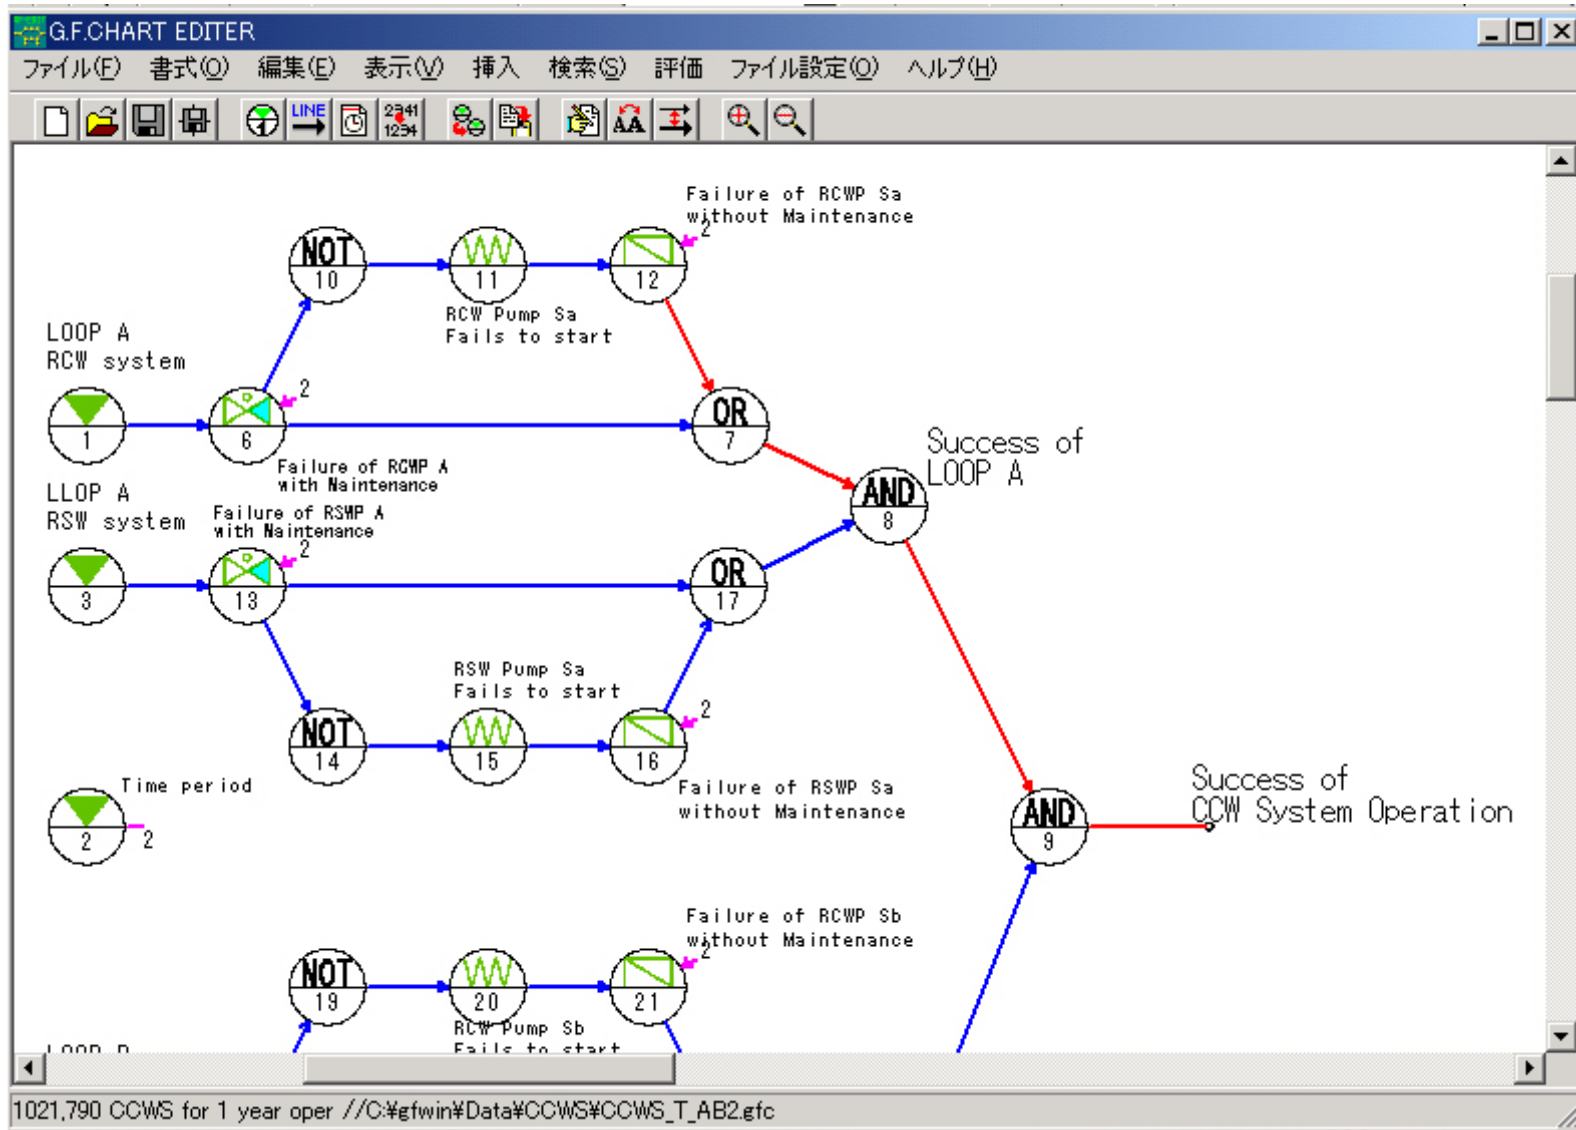 G.F.CHART EDITER
ファイル(F) 書式(O) 編集(E) 表示(V) 挿入 検索(S) 評価 ファイル設定(O) ヘルプ(H)
LINE
2341
1234
AA
Failure of RCWP Sa
without Maintenance
2
NOT
10
11
12
RCW Pump Sa
Fails to start
LOOP A
RCW system
1
2
6
OR
7
Failure of RCWP A
with Maintenance
Success of
LOOP A
AND
8
LLOP A
RSW system
Failure of RSWP A
with Maintenance
2
3
13
OR
17
RSW Pump Sa
Fails to start
2
NOT
14
15
16
Failure of RSWP Sa
without Maintenance
Time period
2
2
Success of
CCW System Operation
AND
9
Failure of RCWP Sb
without Maintenance
2
NOT
19
20
21
RCW Pump Sb
Fails to start
LOOP
1021,790 CCWS for 1 year oper //C:¥gfwin¥Data¥CCWS¥CCWS_T_AB2.gfc